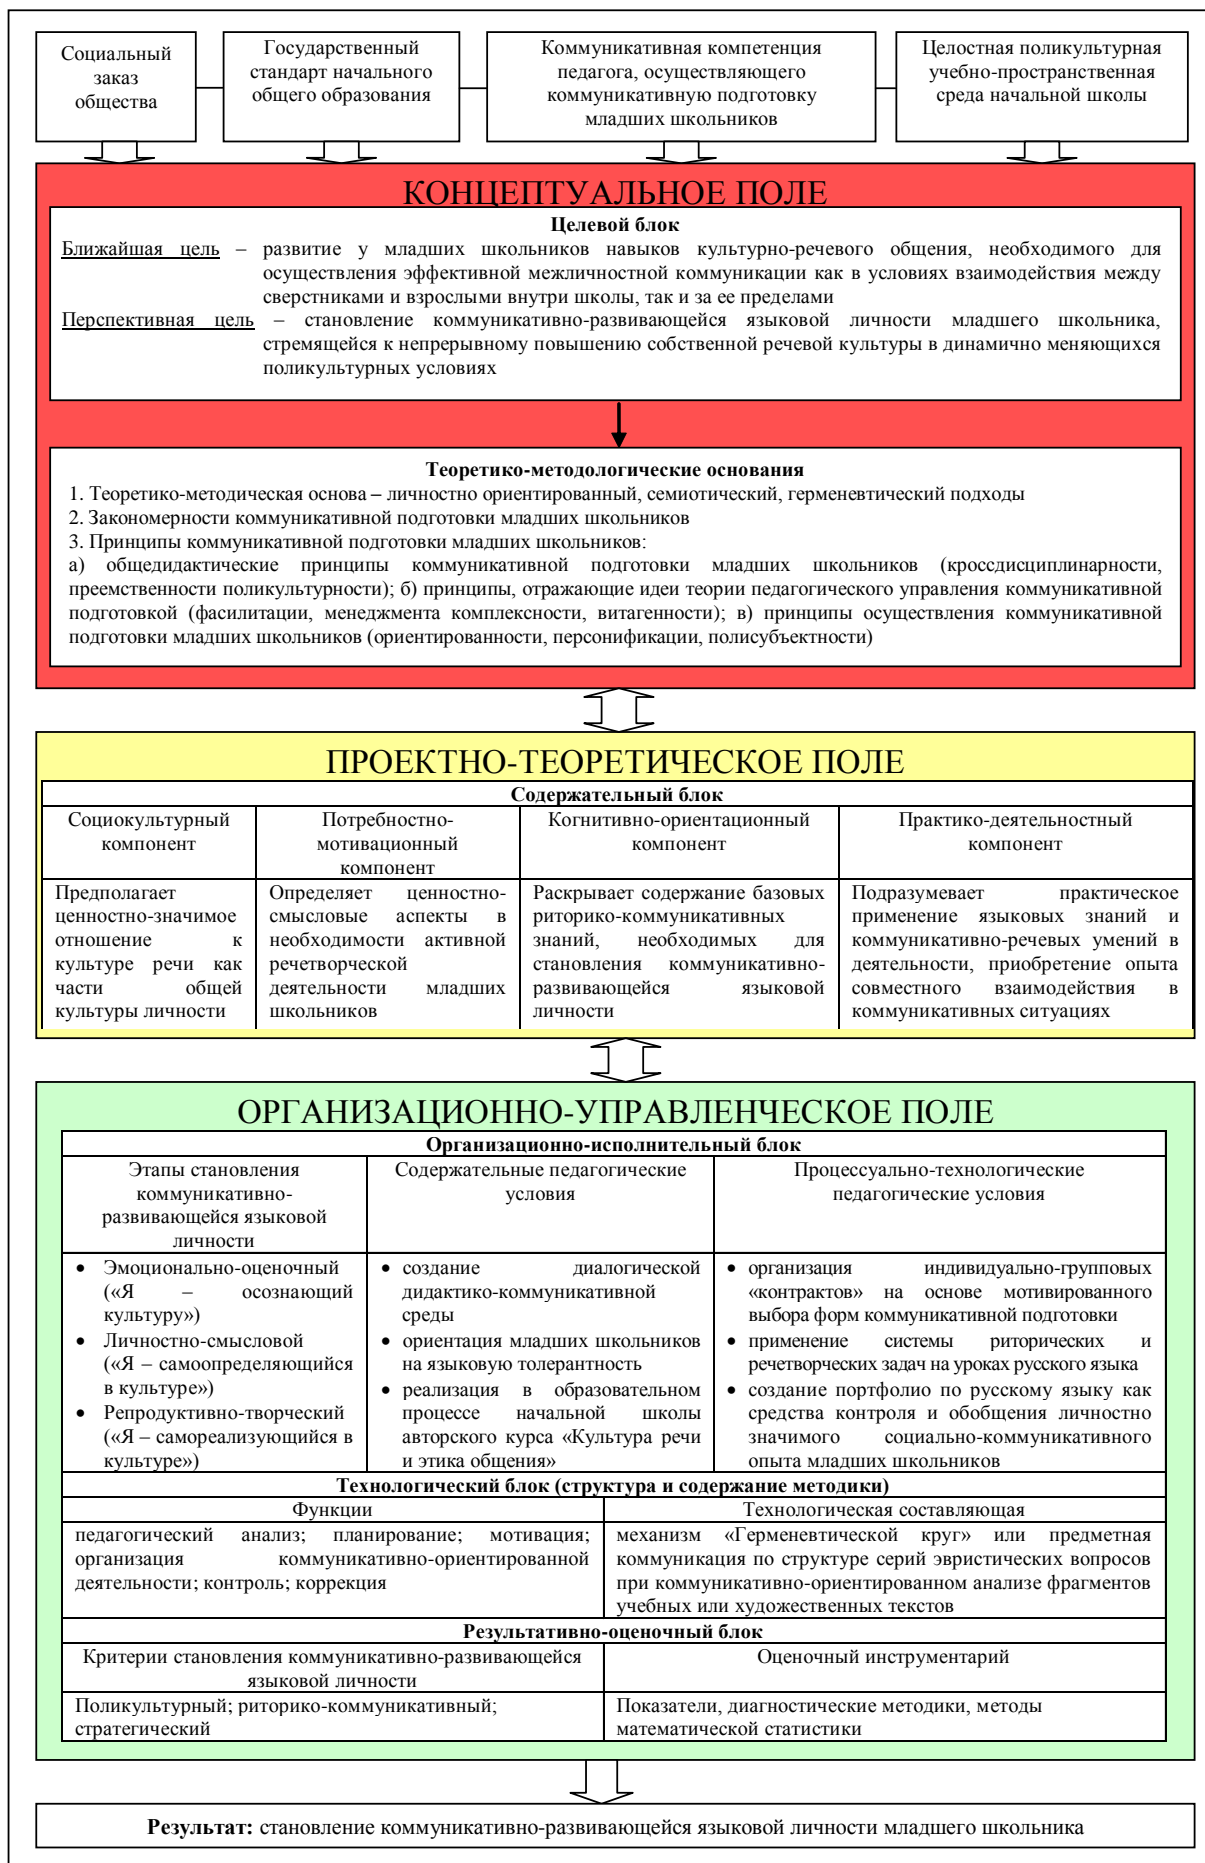 Социальный
заказ
общества
Государственный
стандарт начального
общего образования
Коммуникативная компетенция
педагога, осуществляющего
коммуникативную подготовку
младших школьников
Целостная поликультурная
учебно-пространственная
среда начальной школы
КОНЦЕПТУАЛЬНОЕ ПОЛЕ
Целевой блок
Ближайшая цель – развитие у младших школьников навыков культурно-речевого общения, необходимого для
осуществления эффективной межличностной коммуникации как в условиях взаимодействия между
сверстниками и взрослыми внутри школы, так и за ее пределами
Перспективная цель – становление коммуникативно-развивающейся языковой личности младшего школьника,
стремящейся к непрерывному повышению собственной речевой культуры в динамично меняющихся
поликультурных условиях
Теоретико-методологические основания
1. Теоретико-методическая основа – личностно ориентированный, семиотический, герменевтический подходы
2. Закономерности коммуникативной подготовки младших школьников
3. Принципы коммуникативной подготовки младших школьников:
а) общедидактические принципы коммуникативной подготовки младших школьников (кроссдисциплинарности,
преемственности поликультурности); б) принципы, отражающие идеи теории педагогического управления коммуникативной
подготовкой (фасилитации, менеджмента комплексности, витагенности); в) принципы осуществления коммуникативной
подготовки младших школьников (ориентированности, персонификации, полисубъектности)
ПРОЕКТНО-ТЕОРЕТИЧЕСКОЕ ПОЛЕ
Содержательный блок
Социокультурный
компонент
Потребностно-
мотивационный
компонент
Когнитивно-ориентационный
компонент
Практико-деятельностный
компонент
Предполагает
ценностно-значимое
отношение к
культуре речи как
части общей
культуры личности
Определяет ценностно-
смысловые аспекты в
необходимости активной
речетворческой
деятельности младших
школьников
Раскрывает содержание базовых
риторико-коммуникативных
знаний, необходимых для
становления коммуникативно-
развивающейся языковой
личности
Подразумевает практическое
применение языковых знаний и
коммуникативно-речевых умений в
деятельности, приобретение опыта
совместного взаимодействия в
коммуникативных ситуациях
ОРГАНИЗАЦИОННО-УПРАВЛЕНЧЕСКОЕ ПОЛЕ
Организационно-исполнительный блок
Этапы становления
коммуникативно-
развивающейся языковой
личности
Содержательные педагогические
условия
Процессуально-технологические
педагогические условия
• Эмоционально-оценочный
(«Я – осознающий
культуру»)
• Личностно-смысловой
(«Я – самоопределяющийся
в культуре»)
• Репродуктивно-творческий
(«Я – самореализующийся в
культуре»)
• создание диалогической
дидактико-коммуникативной
среды
• ориентация младших школьников
на языковую толерантность
• реализация в образовательном
процессе начальной школы
авторского курса «Культура речи
и этика общения»
• организация индивидуально-групповых
«контрактов» на основе мотивированного
выбора форм коммуникативной подготовки
• применение системы риторических и
речетворческих задач на уроках русского языка
• создание портфолио по русскому языку как
средства контроля и обобщения личностно
значимого социально-коммуникативного
опыта младших школьников
Технологический блок (структура и содержание методики)
Функции
Технологическая составляющая
педагогический анализ; планирование; мотивация;
организация коммуникативно-ориентированной
деятельности; контроль; коррекция
механизм «Герменевтической круг» или предметная
коммуникация по структуре серий эвристических вопросов
при коммуникативно-ориентированном анализе фрагментов
учебных или художественных текстов
Результативно-оценочный блок
Критерии становления коммуникативно-развивающейся
языковой личности
Оценочный инструментарий
Поликультурный; риторико-коммуникативный;
стратегический
Показатели, диагностические методики, методы
математической статистики
Результат: становление коммуникативно-развивающейся языковой личности младшего школьника